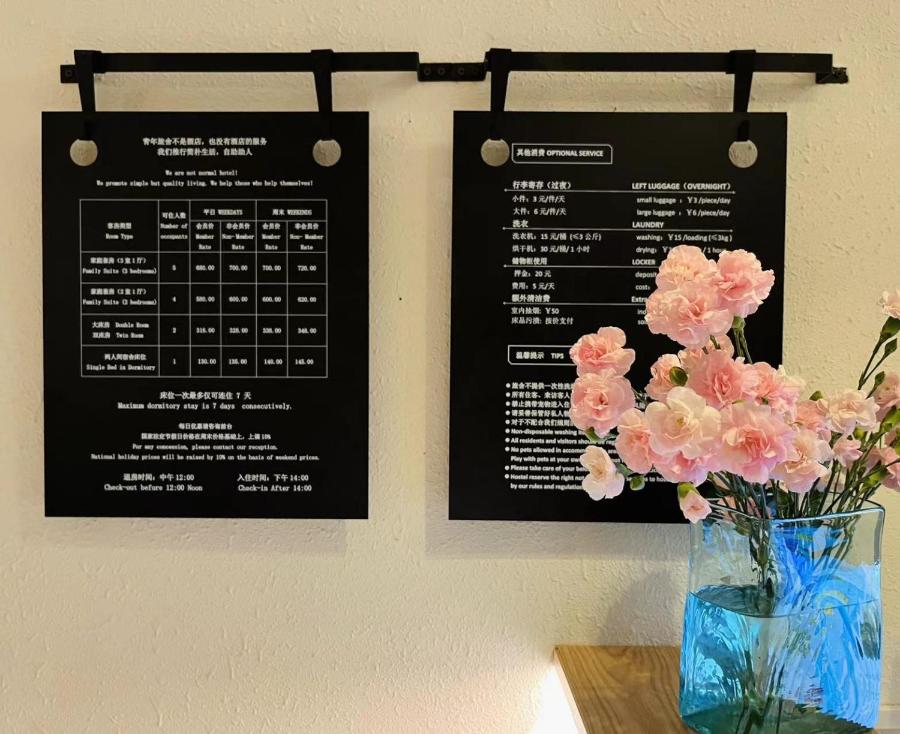 青年旅舍不是酒店，也没有酒店的服务
我们推行简朴生活，自助助人
We are not normal hotel!
We promote simple but quality living. We help those who help themselves!
客房类型 Room Type
可住人数 Number of occupants
平日 WEEKDAYS
周末 WEEKENDS
会员价 Member Rate
非会员价 Non-Member Rate
会员价 Member Rate
非会员价 Non-Member Rate
家庭套房（3 室 1 厅）
Family Suite (3 bedrooms) 5 680.00 700.00 700.00 720.00
家庭套房（2 室 1 厅）
Family Suite (2 bedrooms) 4 580.00 600.00 600.00 620.00
大床房 Double Room
双床房 Twin Room 2 318.00 328.00 338.00 348.00
四人间宿舍床位
Single Bed in Dormitory 1 130.00 135.00 140.00 145.00
床位一次最多仅可连住 7 天
Maximum dormitory stay is 7 days consecutively.
每日优惠请咨询前台
国家法定节假日价格在周末价格基础上，上调 10%
For any concession, please contact our reception.
National holiday prices will be raised by 10% on the basis of weekend prices.
退房时间：中午 12:00 入住时间：下午 14:00
Check-out before 12:00 Noon Check-in After 14:00
其他消费 OPTIONAL SERVICE
行李寄存（过夜） LEFT LUGGAGE（OVERNIGHT）
小件：3 元/件/天 small luggage ：￥3 /piece/day
大件：6 元/件/天 large luggage ：￥6 /piece/day
洗衣 LAUNDRY
洗衣机：15 元/桶 (≤3 公斤) washing：￥15 /loading (≤3kg)
烘干机：30 元/桶/ 1 小时 drying：
储物柜使用 LOCKER
押金：20 元
费用：5 元/天 cost:
额外清洁费
室内抽烟：￥50
床品污渍：按价支付
温馨提示 TIPS
Non-disposable washing
All residents and visitors should be
No pets allowed in
Play with pets at your
Please take care of your
Hostel reserve the right not
by our rules and